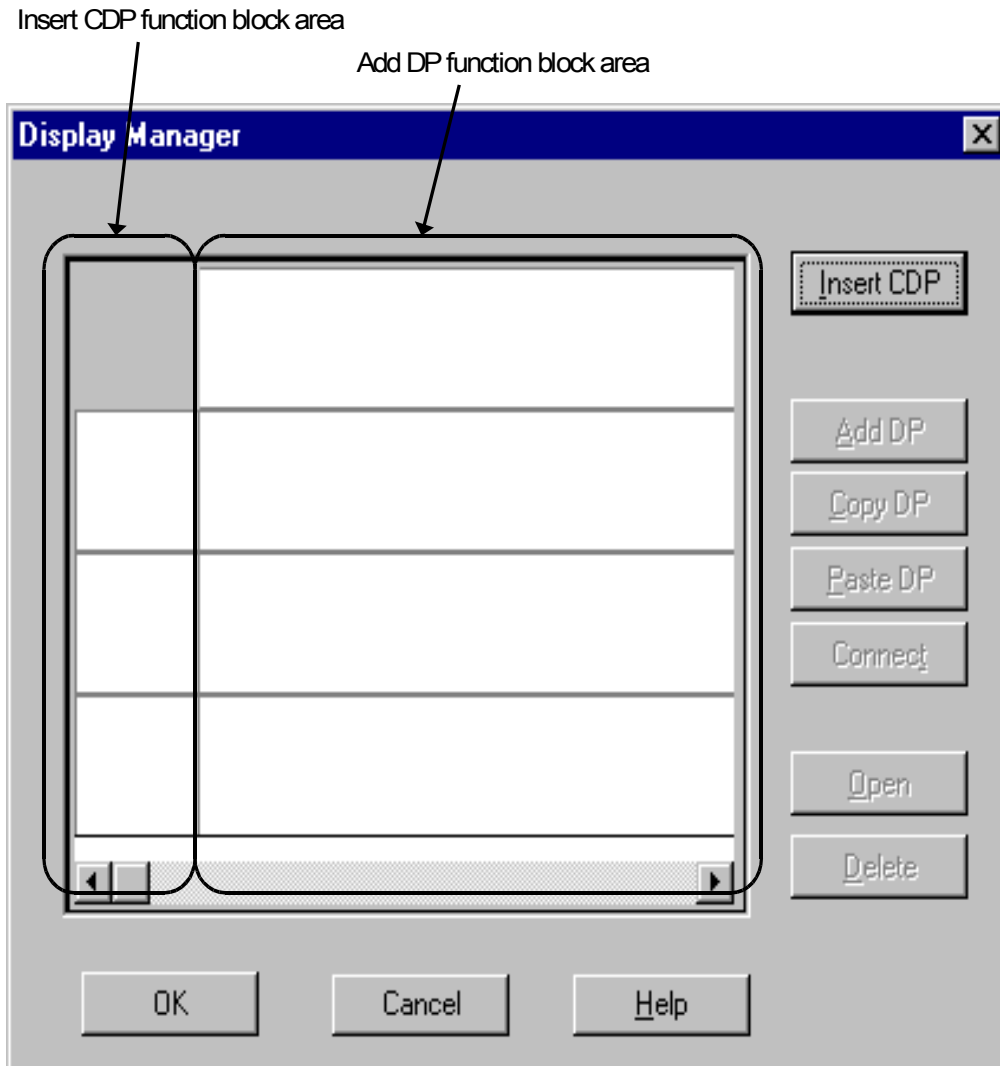 Insert CDP function block area
Add DP function block area
Display Manager
Insert CDP
Add DP
Copy DP
Paste DP
Connect
Open
Delete
OK
Cancel
Help